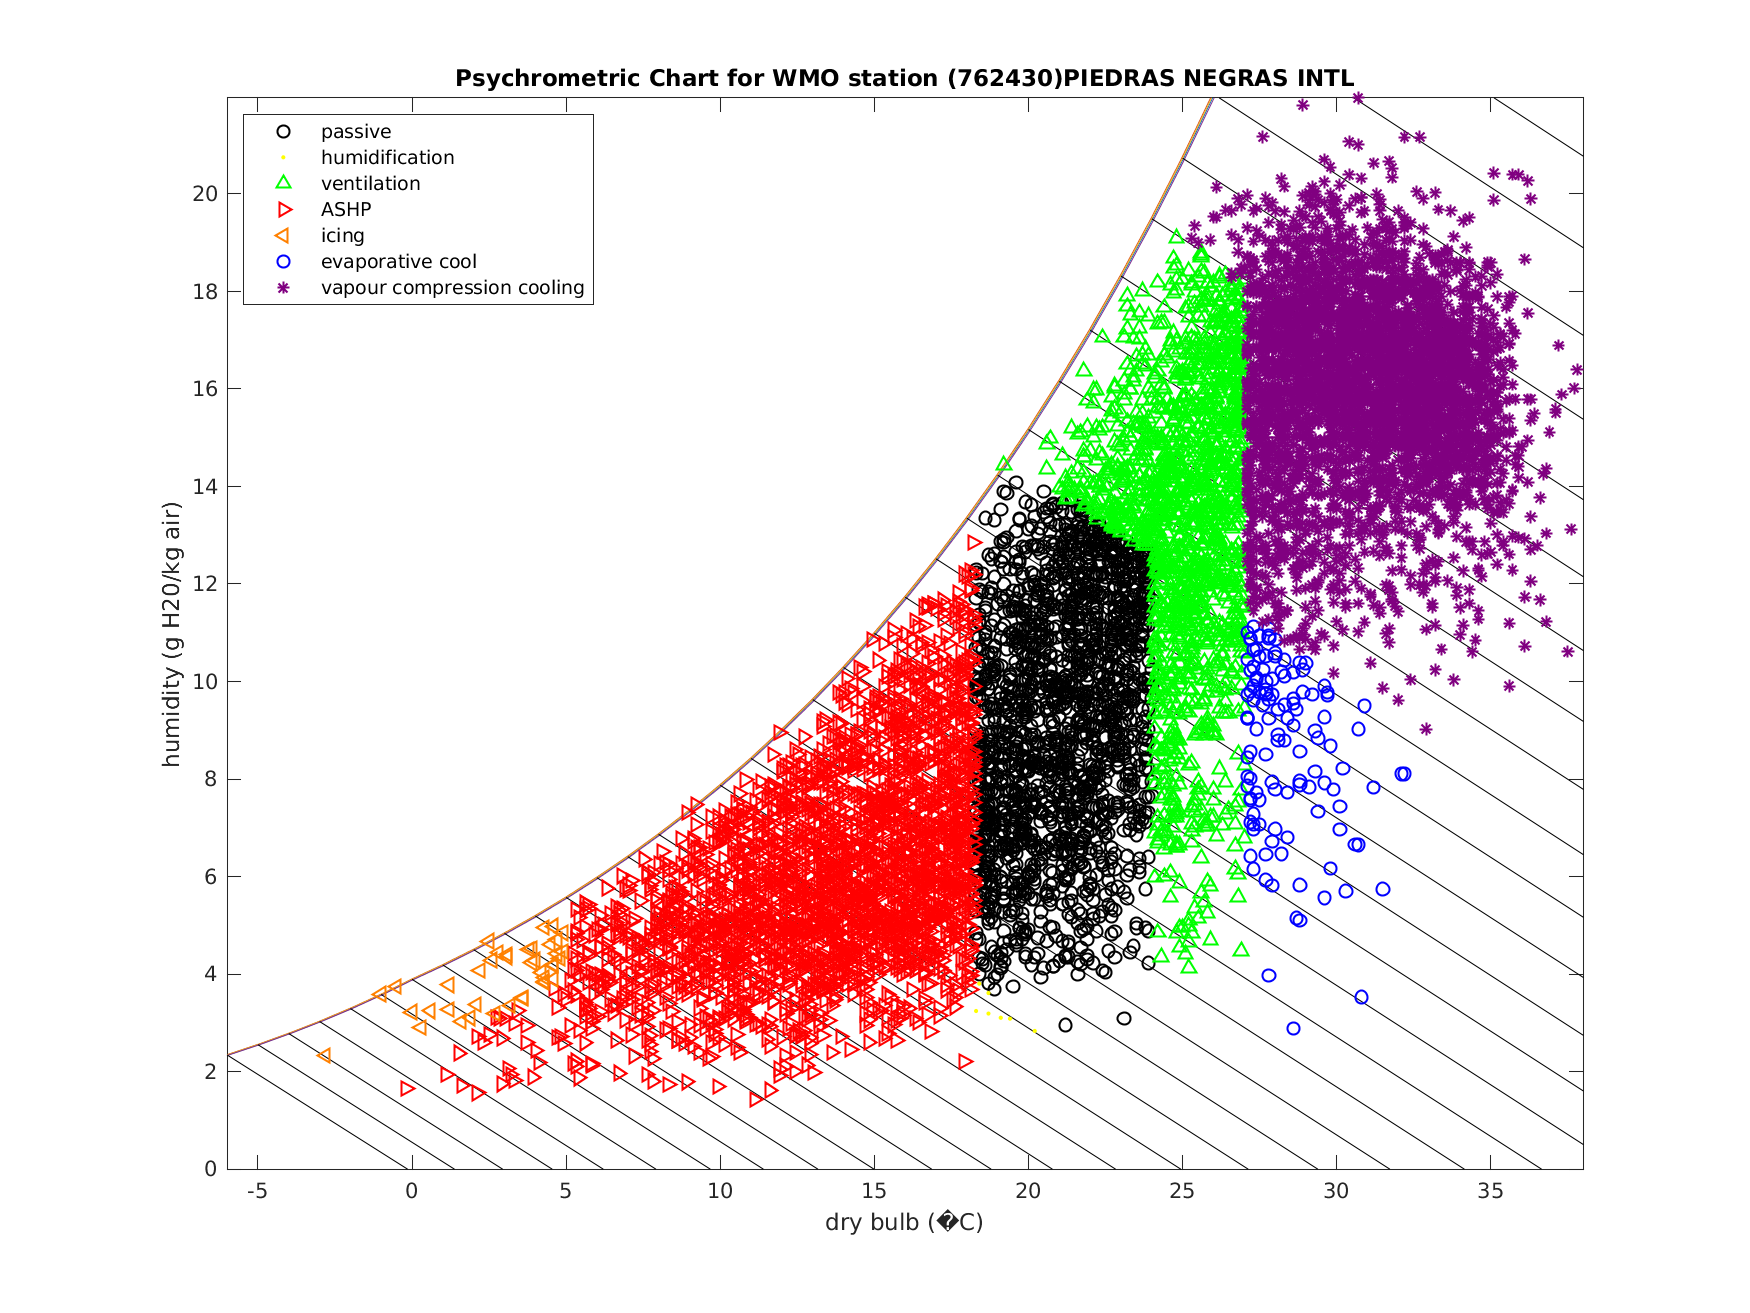 Psychrometric Chart for WMO station (762430)PIEDRAS NEGRAS INTL
passive
humidification
ventilation
ASHP
icing
evaporative cool
vapour compression cooling
humidity (g H20/kg air)
20
18
16
14
12
10
8
6
4
2
0
-5 0 5 10 15 20 25 30 35
dry bulb (�C)